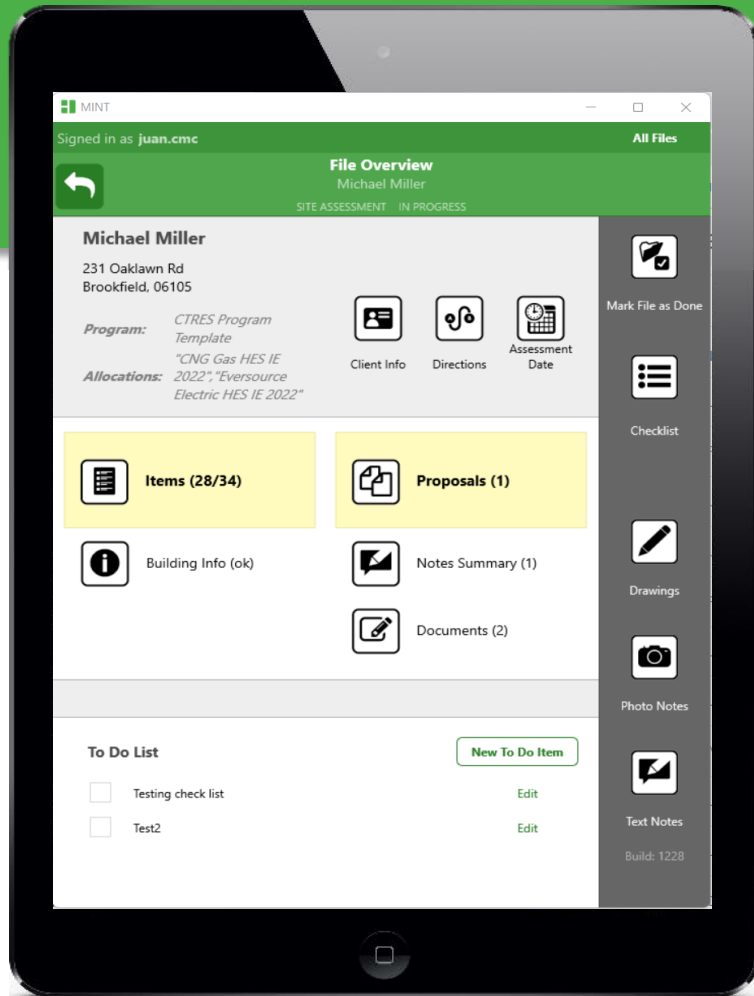 MINT
Signed in as juan.cmc
All Files
File Overview
Michael Miller
SITE ASSESSMENT IN PROGRESS
Michael Miller
231 Oaklawn Rd
Brookfield, 06105
Program: CTRES Program
Template
Allocations: "CNG Gas HES IE
2022","Eversource
Electric HES IE 2022"
Client Info
Directions
Assessment
Date
Mark File as Done
Checklist
Items (28/34)
Proposals (1)
Building Info (ok)
Notes Summary (1)
Documents (2)
Drawings
Photo Notes
Text Notes
Build: 1228
To Do List
New To Do Item
Testing check list
Edit
Test2
Edit